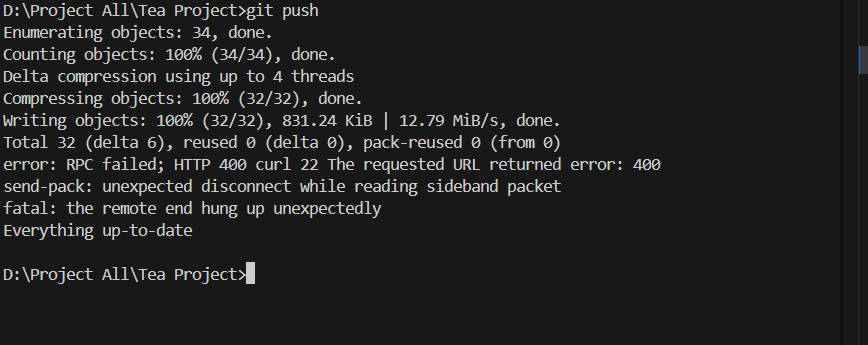 D:\Project All\Tea Project>git push
Enumerating objects: 34, done.
Counting objects: 100% (34/34), done.
Delta compression using up to 4 threads
Compressing objects: 100% (32/32), done.
Writing objects: 100% (32/32), 831.24 KiB | 12.79 MiB/s, done.
Total 32 (delta 6), reused 0 (delta 0), pack-reused 0 (from 0)
error: RPC failed; HTTP 400 curl 22 The requested URL returned error: 400
send-pack: unexpected disconnect while reading sideband packet
fatal: the remote end hung up unexpectedly
Everything up-to-date
D:\Project All\Tea Project>